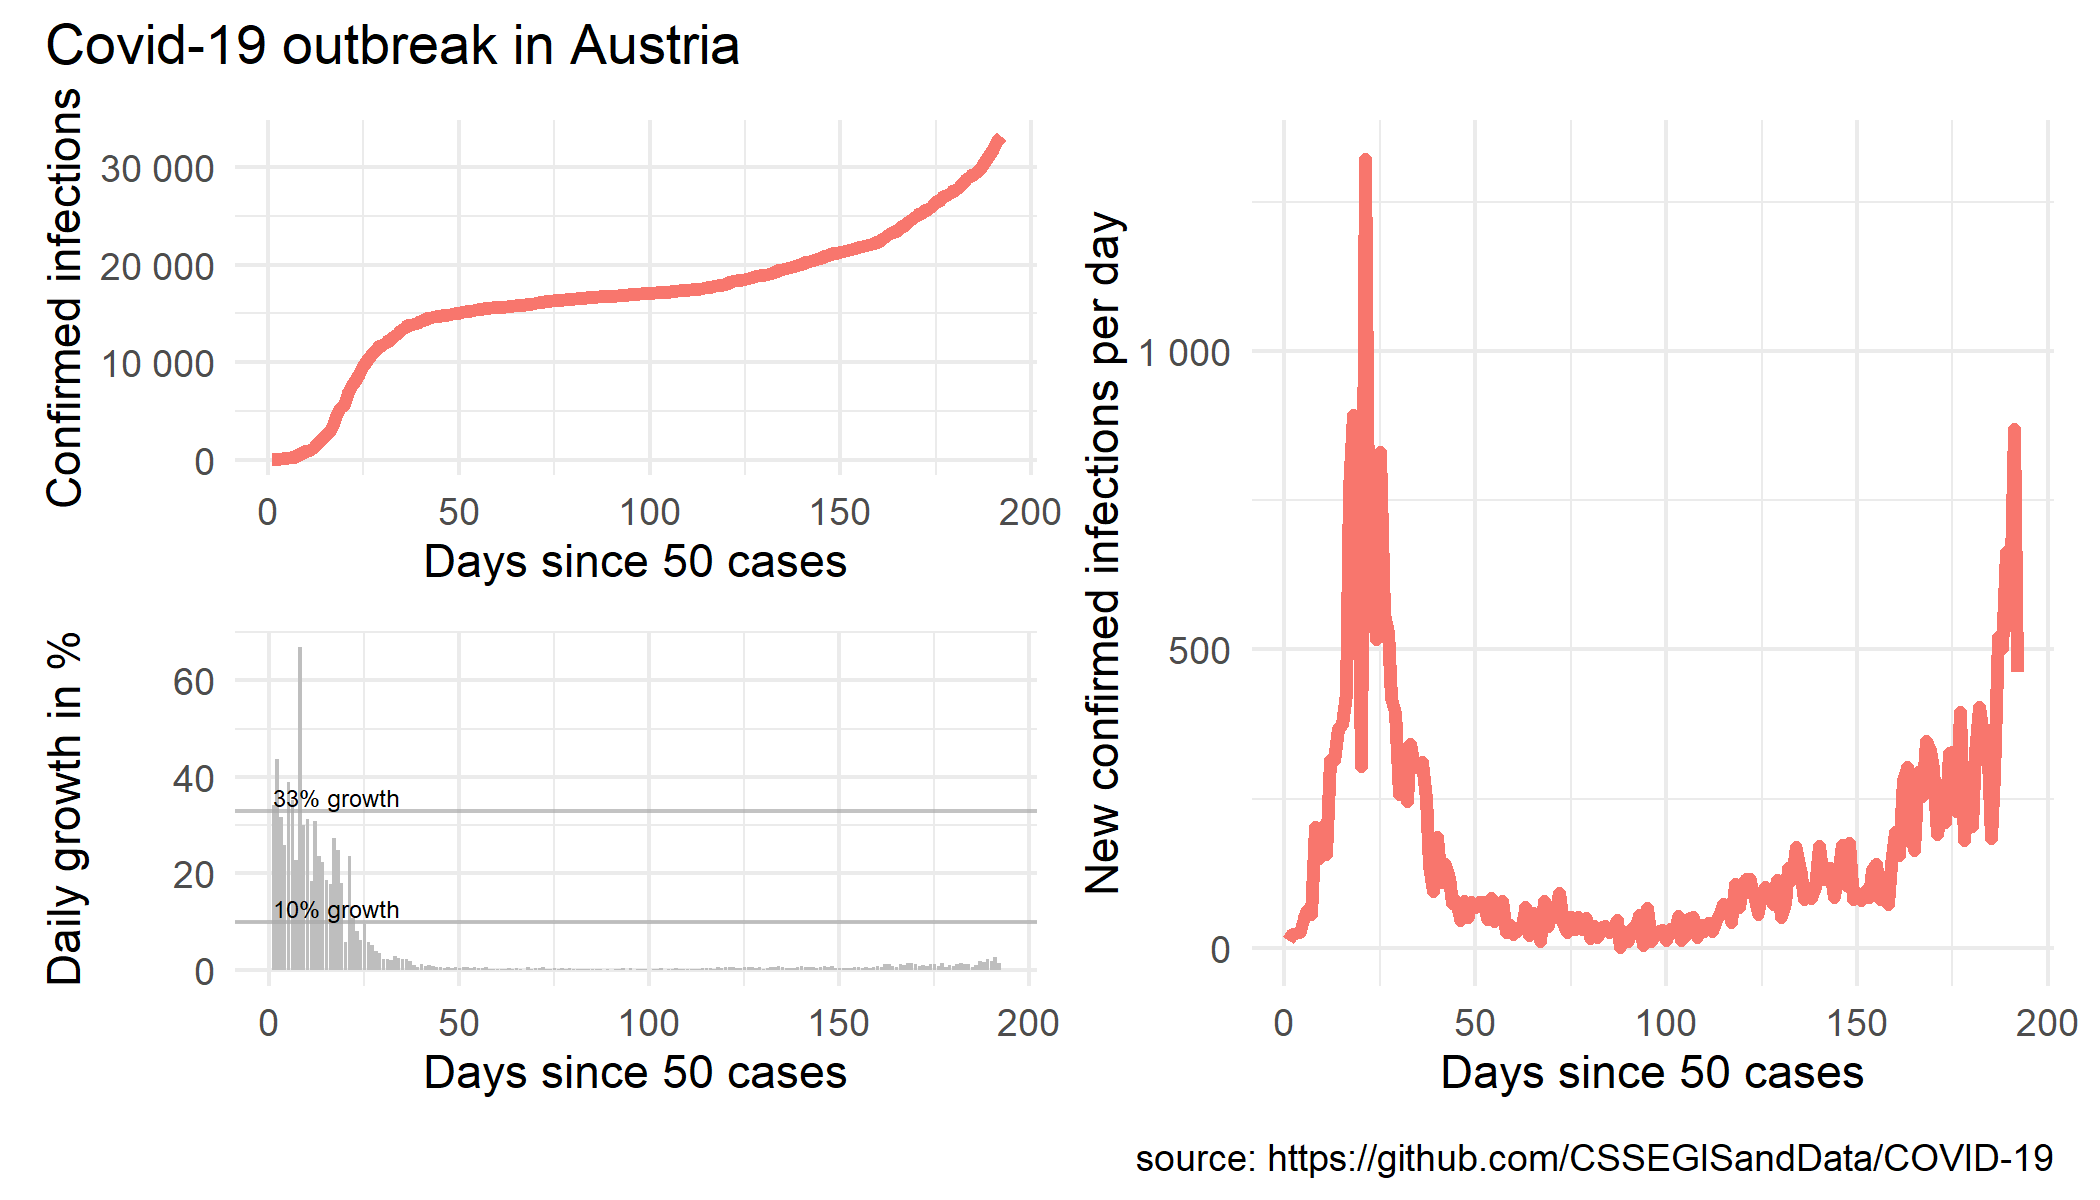 Covid-19 outbreak in Austria
Confirmed infections
30 000
20 000
10 000
0
0 50 100 150 200
Days since 50 cases
Daily growth in %
60
40
20
0
33% growth
10% growth
0 50 100 150 200
Days since 50 cases
New confirmed infections per day
1 000
500
0
0 50 100 150 200
Days since 50 cases
source: https://github.com/CSSEGISandData/COVID-19